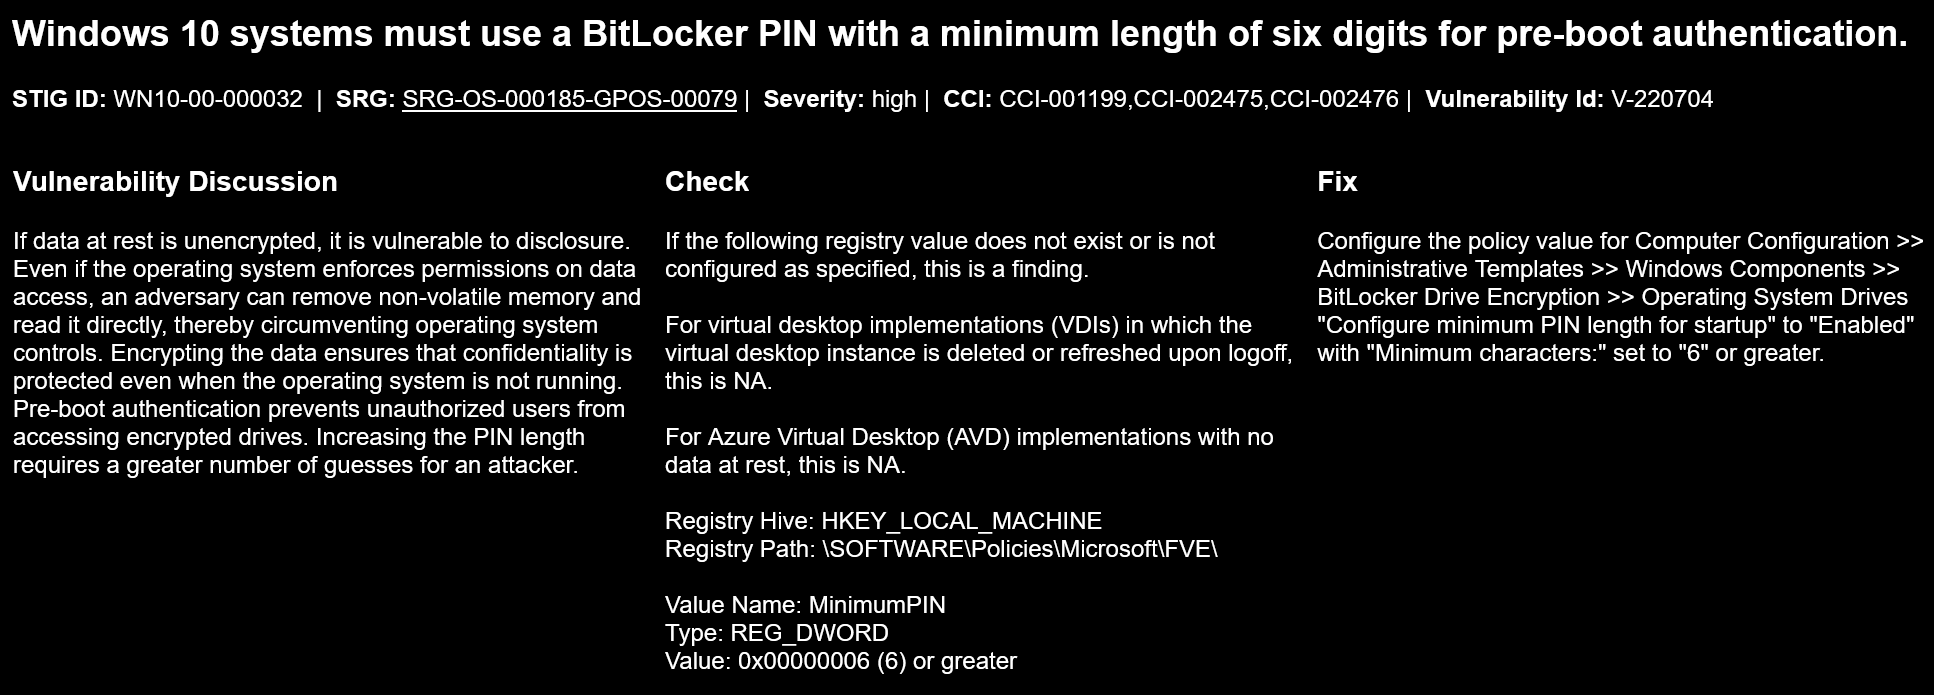 Windows 10 systems must use a BitLocker PIN with a minimum length of six digits for pre-boot authentication.
STIG ID: WN10-00-000032 | SRG: SRG-OS-000185-GPOS-00079 | Severity: high | CCI: CCI-001199,CCI-002475,CCI-002476 | Vulnerability Id: V-220704
Vulnerability Discussion
If data at rest is unencrypted, it is vulnerable to disclosure.
Even if the operating system enforces permissions on data
access, an adversary can remove non-volatile memory and
read it directly, thereby circumventing operating system
controls. Encrypting the data ensures that confidentiality is
protected even when the operating system is not running.
Pre-boot authentication prevents unauthorized users from
accessing encrypted drives. Increasing the PIN length
requires a greater number of guesses for an attacker.
Check
If the following registry value does not exist or is not
configured as specified, this is a finding.
For virtual desktop implementations (VDIs) in which the
virtual desktop instance is deleted or refreshed upon logoff,
this is NA.
For Azure Virtual Desktop (AVD) implementations with no
data at rest, this is NA.
Registry Hive: HKEY_LOCAL_MACHINE
Registry Path: \SOFTWARE\Policies\Microsoft\FVE\
Value Name: MinimumPIN
Type: REG_DWORD
Value: 0x00000006 (6) or greater
Fix
Configure the policy value for Computer Configuration >>
Administrative Templates >> Windows Components >>
BitLocker Drive Encryption >> Operating System Drives
"Configure minimum PIN length for startup" to "Enabled"
with "Minimum characters:" set to "6" or greater.